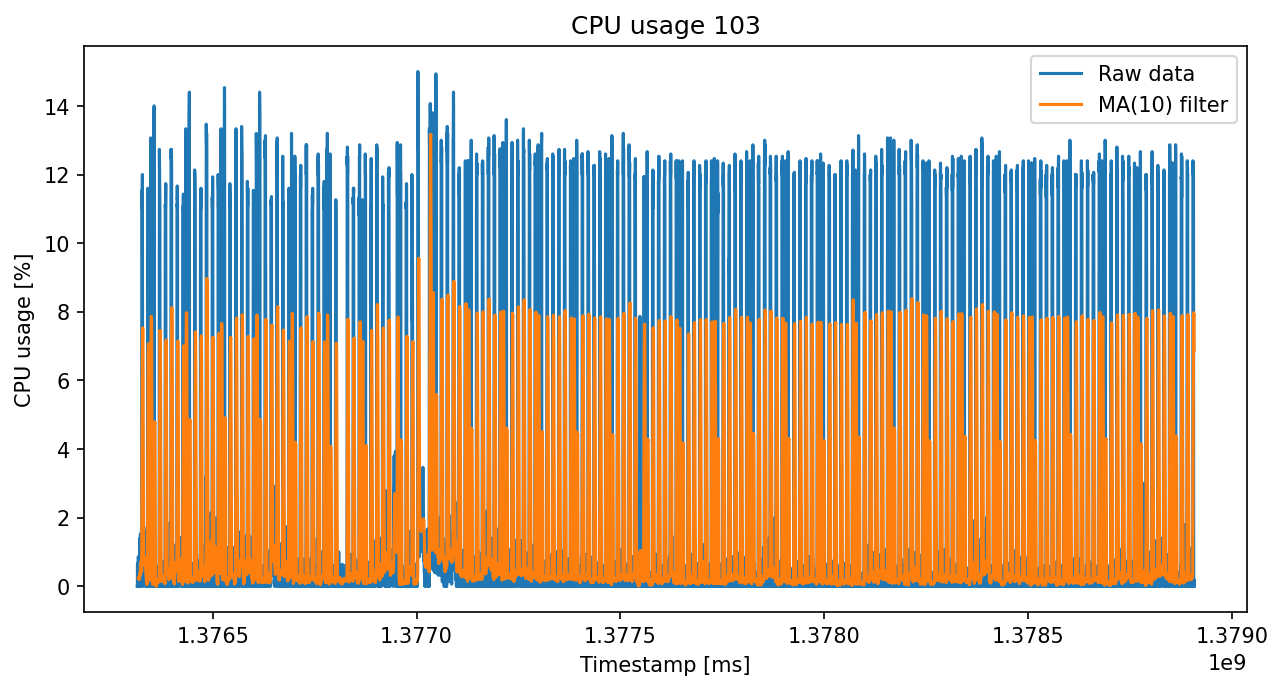 CPU usage 103
Raw data
MA(10) filter
CPU usage [%]
14
12
10
8
6
4
2
0
1.3765 1.3770 1.3775 1.3780 1.3785 1.3790
1e9
Timestamp [ms]